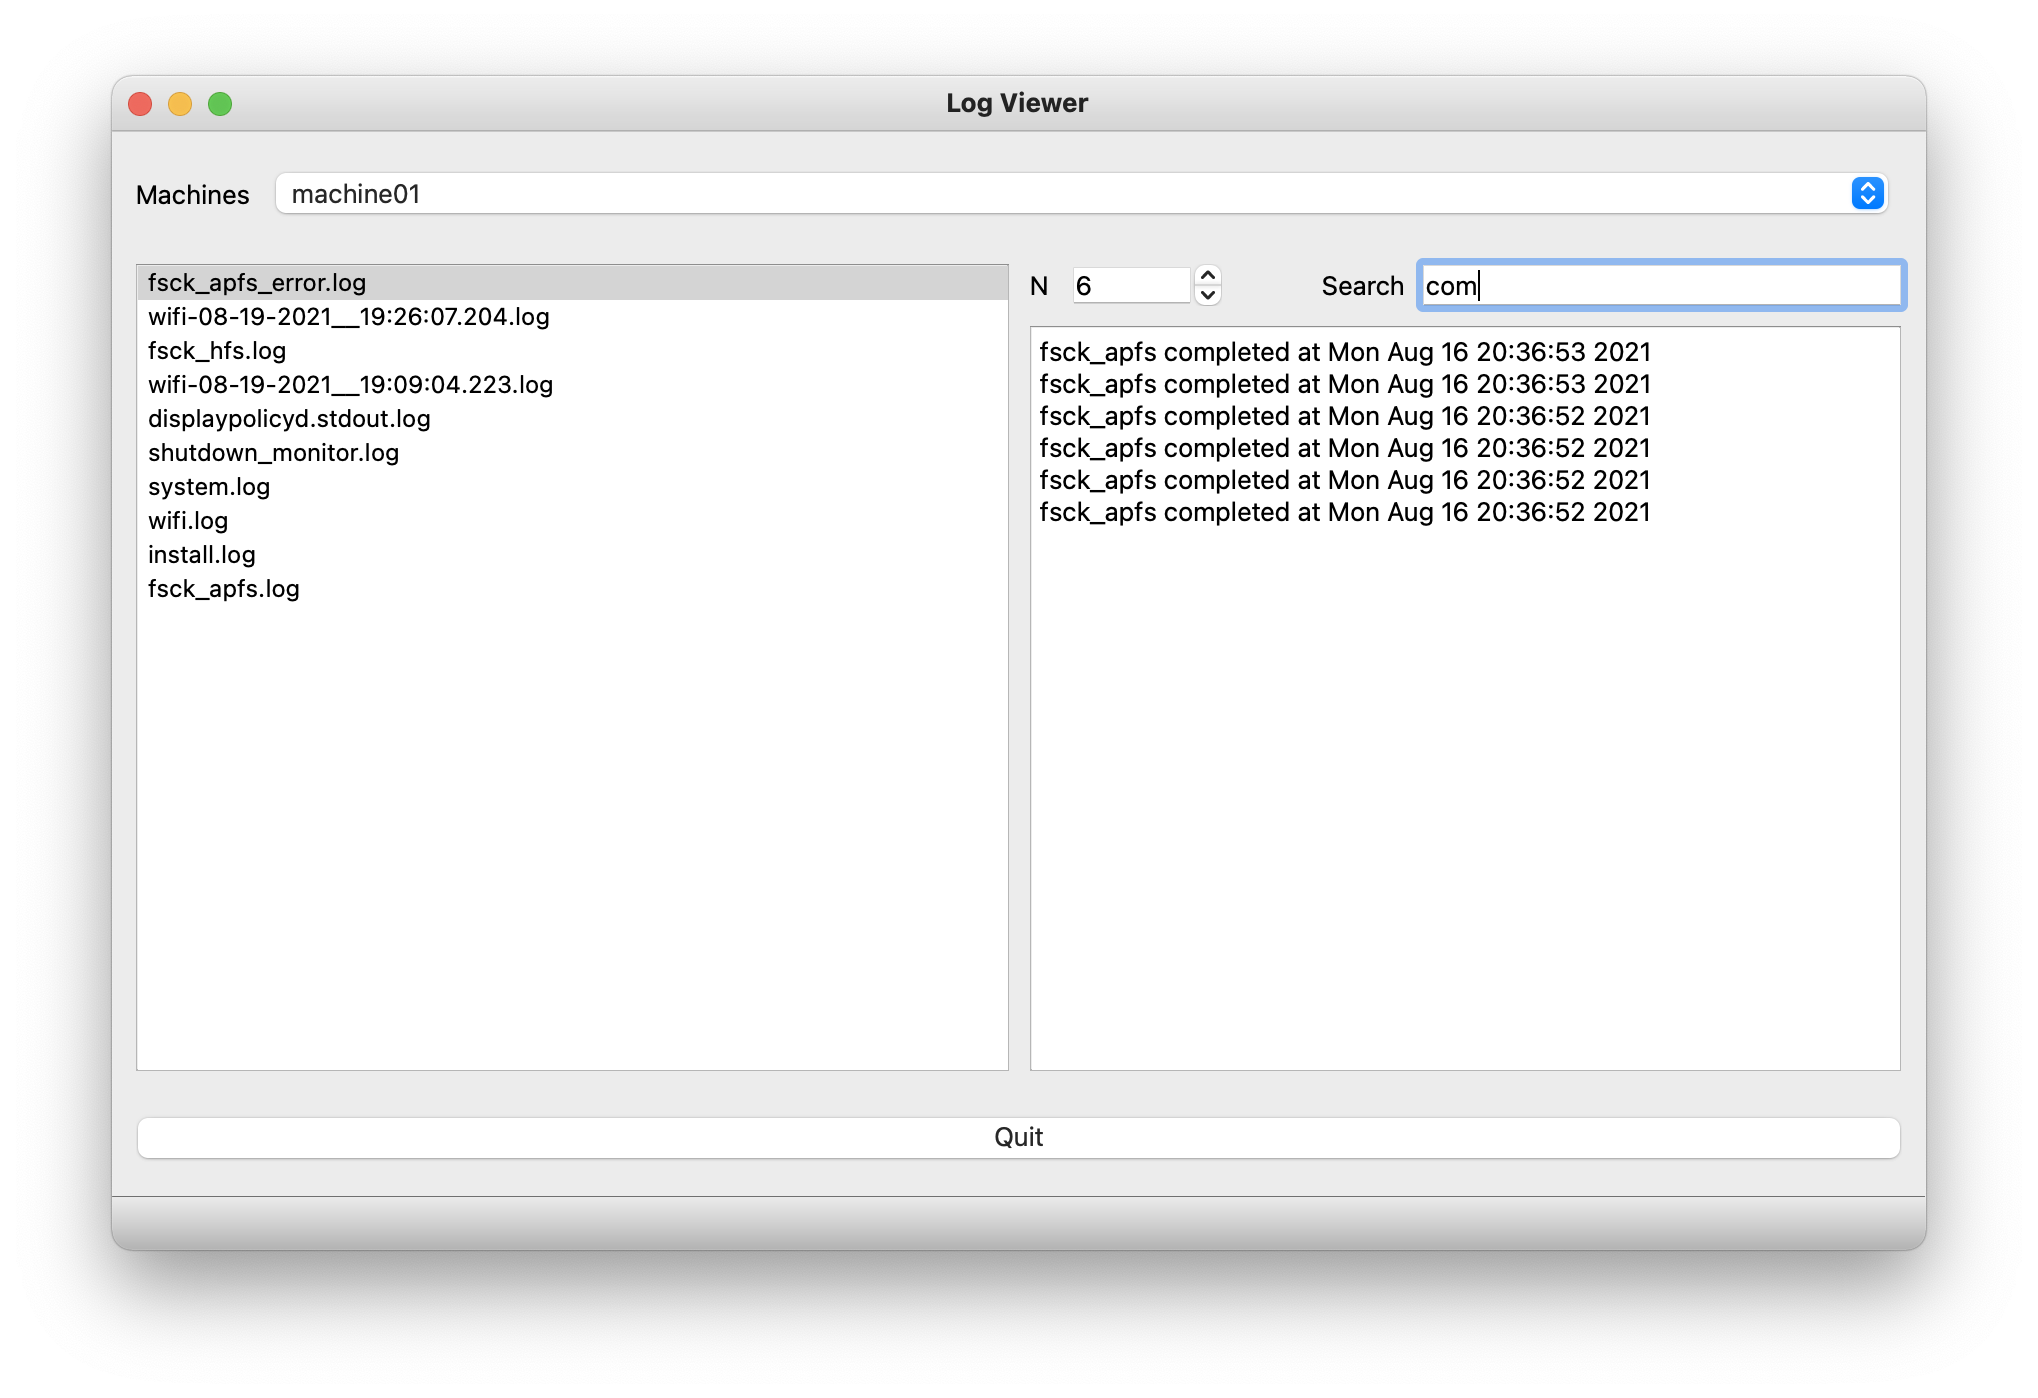 Log Viewer
Machines machine01
fsck_apfs_error.log
wifi-08-19-2021__19:26:07.204.log
fsck_hfs.log
wifi-08-19-2021__19:09:04.223.log
displaypolicyd.stdout.log
shutdown_monitor.log
system.log
wifi.log
install.log
fsck_apfs.log
N 6 Search com
fsck_apfs completed at Mon Aug 16 20:36:53 2021
fsck_apfs completed at Mon Aug 16 20:36:53 2021
fsck_apfs completed at Mon Aug 16 20:36:52 2021
fsck_apfs completed at Mon Aug 16 20:36:52 2021
fsck_apfs completed at Mon Aug 16 20:36:52 2021
fsck_apfs completed at Mon Aug 16 20:36:52 2021
Quit